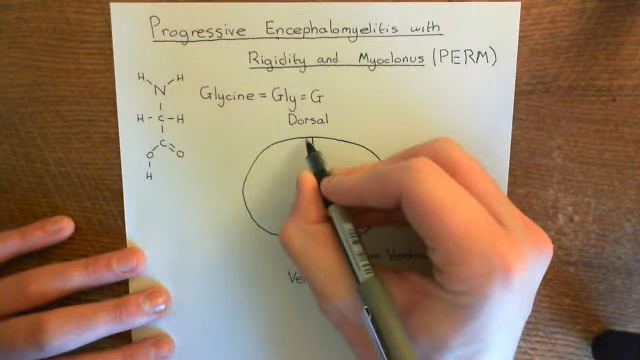 Progressive Encephalomyelitis with
Rigidity and Myoclonus (PERM)
H H
N
Glycine = Gly = G
H-C-H
Dorsal
C
O O
H